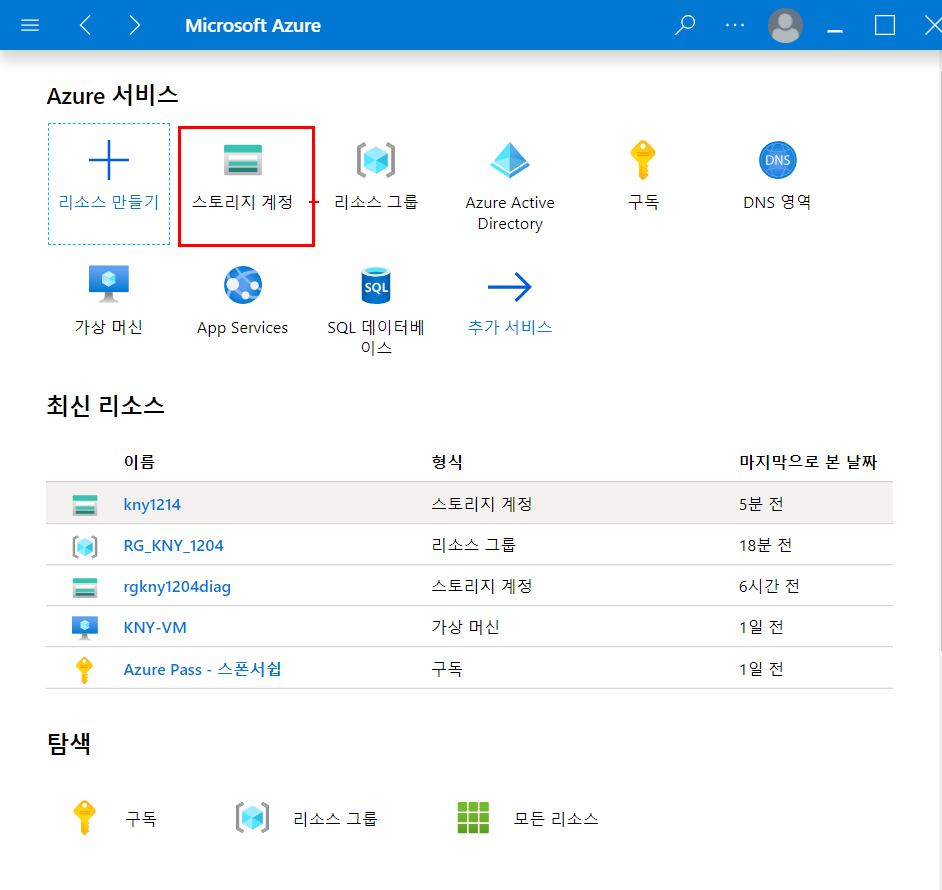 Microsoft Azure
Azure 서비스
리소스 만들기
스토리지 계정
리소스 그룹
Azure Active
Directory
구독
DNS
DNS 영역
가상 머신
App Services
SQL
SQL 데이터베
이스
추가 서비스
최신 리소스
이름 형식 마지막으로 본 날짜
kny1214 스토리지 계정 5분 전
RG_KNY_1204 리소스 그룹 18분 전
rgkny1204diag 스토리지 계정 6시간 전
KNY-VM 가상 머신 1일 전
Azure Pass - 스폰서쉽 구독 1일 전
탐색
구독 리소스 그룹 모든 리소스